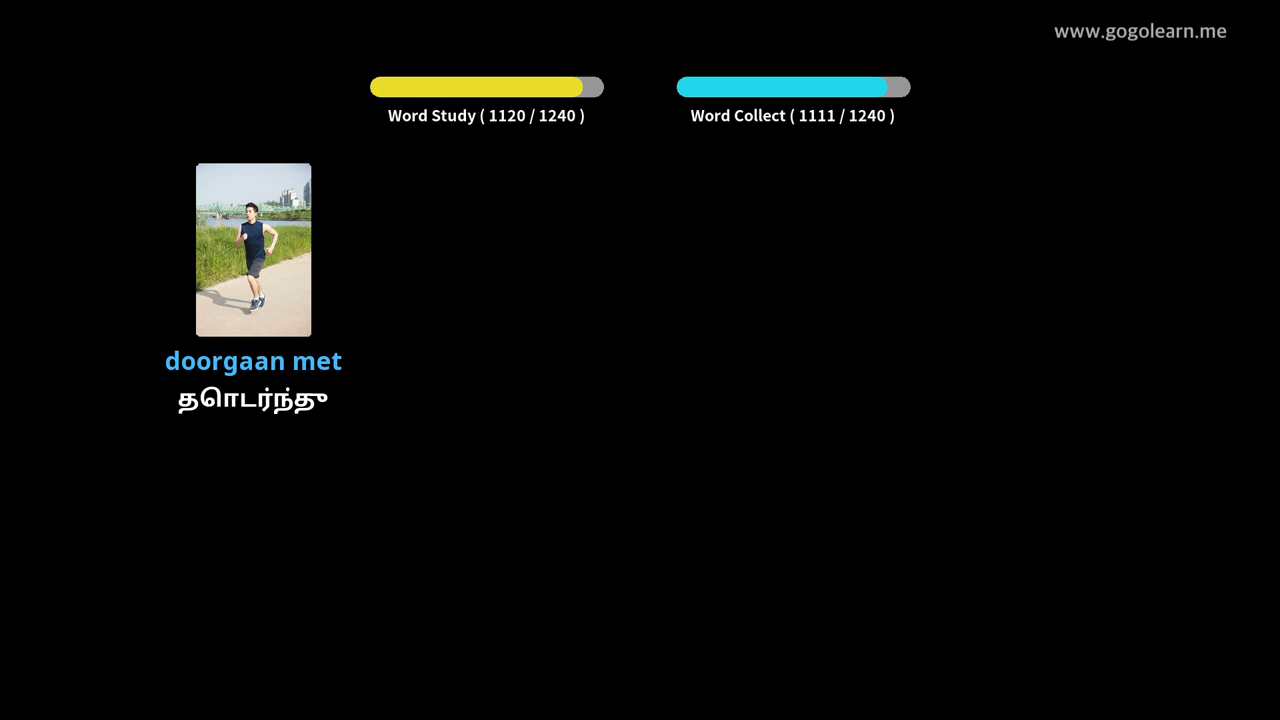 www.gogolearn.me
Word Study ( 1120 / 1240 )
Word Collect ( 1111 / 1240 )
doorgaan met
தொடர்ந்து